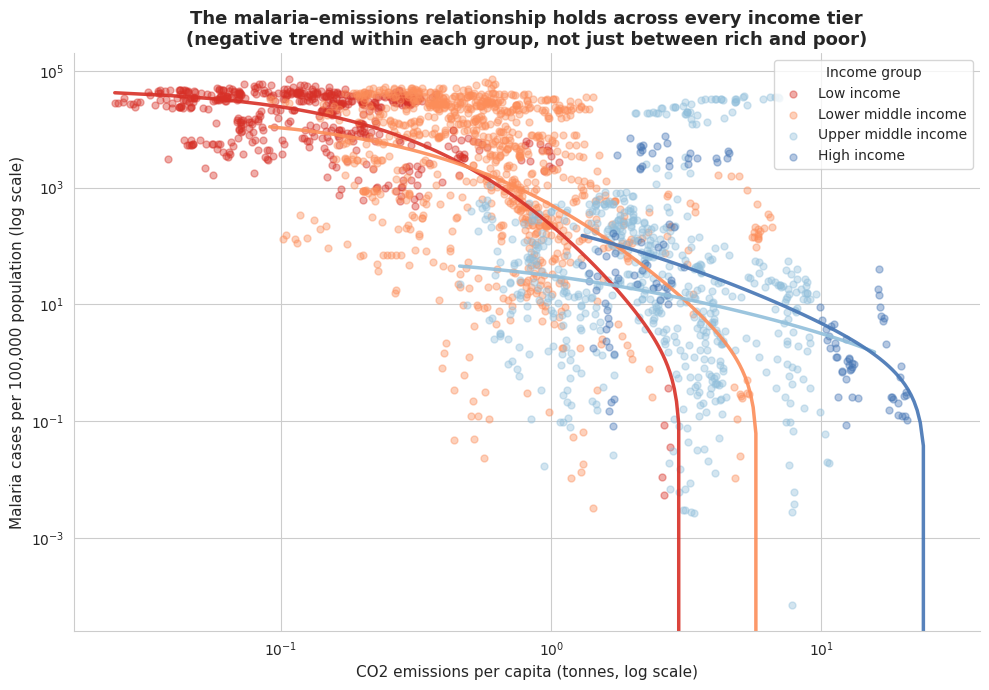 The malaria–emissions relationship holds across every income tier
(negative trend within each group, not just between rich and poor)
Malaria cases per 100,000 population (log scale)
10⁵
10³
10¹
10⁻¹
10⁻³
Income group
Low income
Lower middle income
Upper middle income
High income
10⁻¹
10⁰
10¹
CO2 emissions per capita (tonnes, log scale)